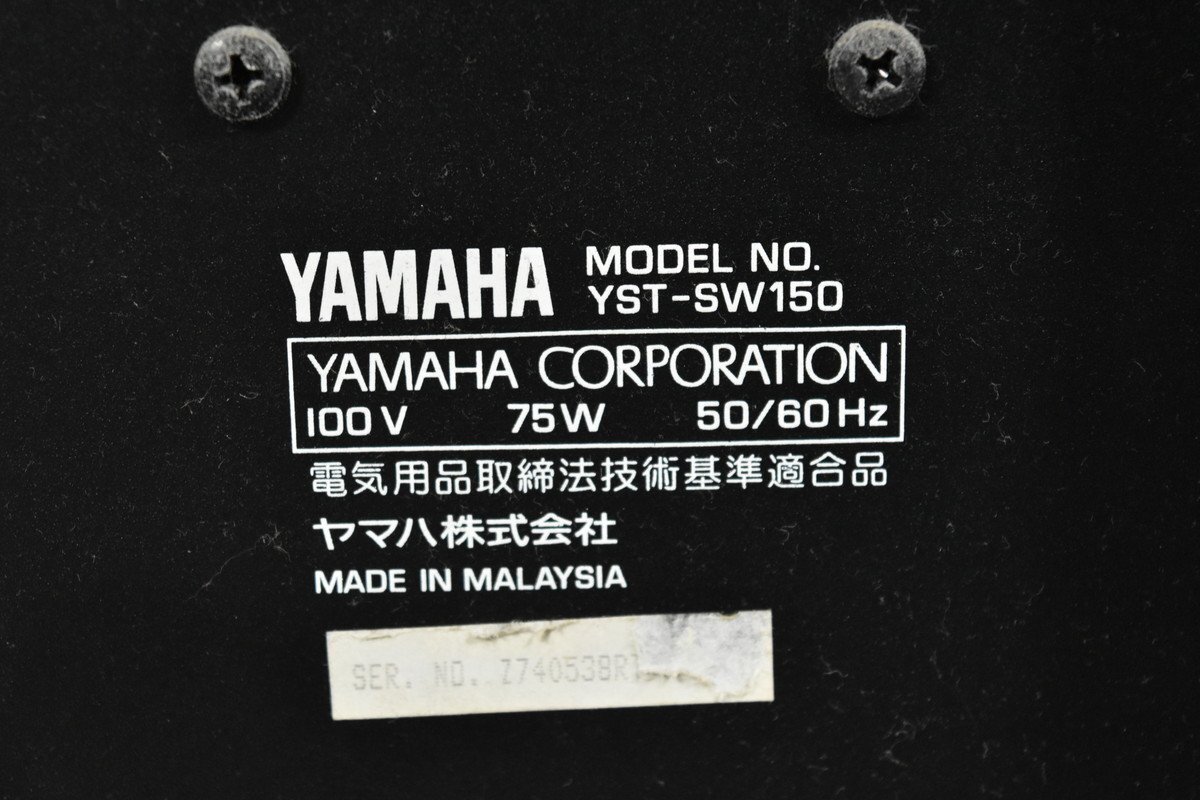 YAMAHA
MODEL NO.
YST-SW150
YAMAHA CORPORATION
100V 75W 50/60Hz
電気用品取締法技術基準適合品
ヤマハ株式会社
MADE IN MALAYSIA
SER. NO.